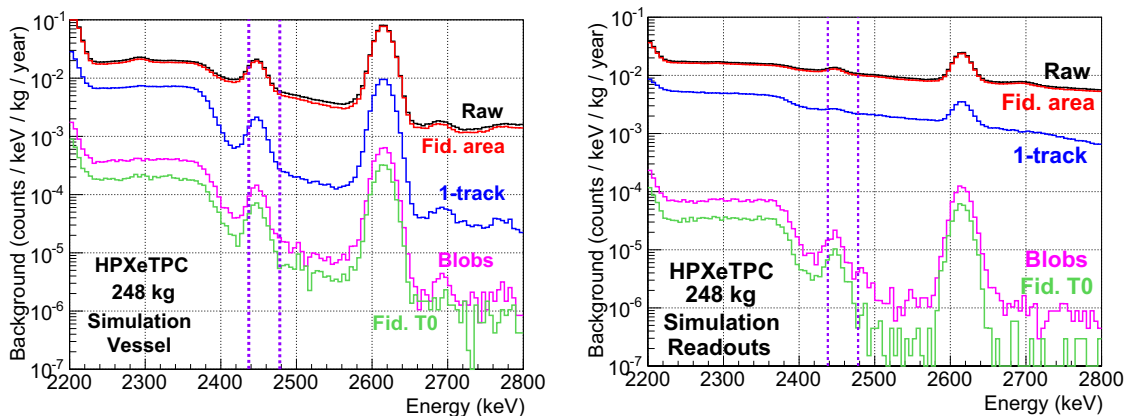 Background (counts / keV / kg / year)
10-1
10-2
10-3
10-4
10-5
10-6
10-7
Raw
Fid. area
1-track
Blobs
Fid. T0
HPXeTPC
248 kg
Simulation
Vessel
2200 2300 2400 2500 2600 2700 2800
Energy (keV)
Background (counts / keV / kg / year)
10-1
10-2
10-3
10-4
10-5
10-6
10-7
Raw
Fid. area
1-track
Blobs
Fid. T0
HPXeTPC
248 kg
Simulation
Readouts
2200 2300 2400 2500 2600 2700 2800
Energy (keV)